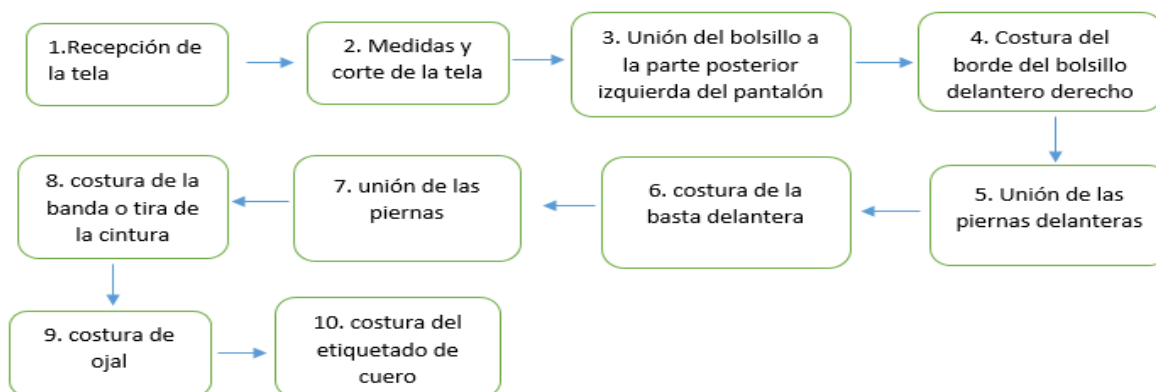 1.Recepción de
la tela
2. Medidas y
corte de la tela
3. Unión del bolsillo a
la parte posterior
izquierda del pantalón
4. Costura del
borde del bolsillo
delantero derecho
5. Unión de las
piernas delanteras
6. costura de la
basta delantera
7. unión de las
piernas
8. costura de la
banda o tira de
la cintura
9. costura de
ojal
10. costura del
etiquetado de
cuero